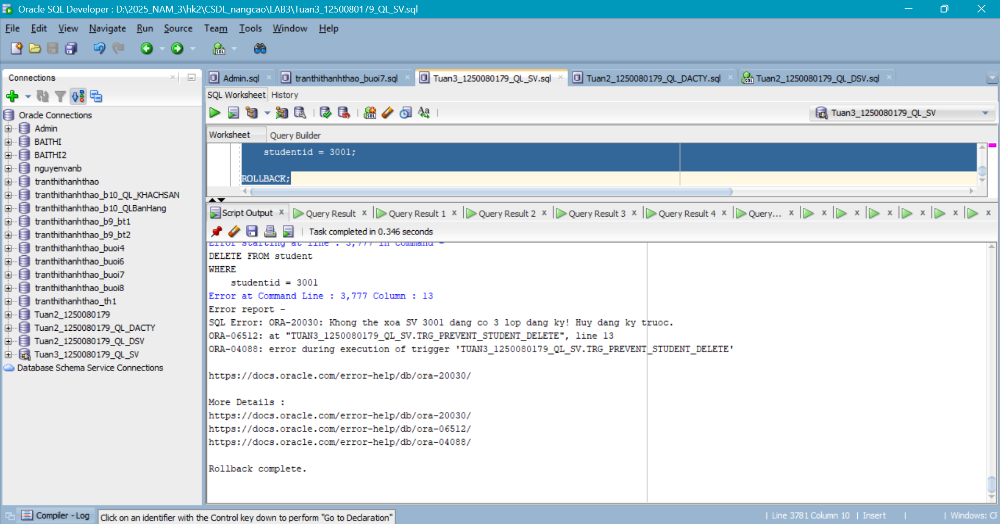 Oracle SQL Developer : D:\2025_NAM_3\hk2\CSDL_nangcao\LAB3\Tuan3_1250080179_QL_SV.sql
File Edit View Navigate Run Source Team Tools Window Help
Connections
Oracle Connections
Admin
BAITHI
BAITHI2
nguyenvanb
tranthithanhthao
tranthithanhthao_b10_QL_KHACHSAN
tranthithanhthao_b10_QLBanHang
tranthithanhthao_b9_bt1
tranthithanhthao_b9_bt2
tranthithanhthao_buoi4
tranthithanhthao_buoi6
tranthithanhthao_buoi7
tranthithanhthao_buoi8
tranthithanhthao_th1
Tuan2_1250080179
Tuan2_1250080179_QL_DACTY
Tuan2_1250080179_QL_DSV
Tuan3_1250080179_QL_SV
Database Schema Service Connections
Admin.sql tranthithanhthao_buoi7.sql Tuan3_1250080179_QL_SV.sql Tuan2_1250080179_QL_DACTY.sql Tuan2_1250080179_QL_DSV.sql
SQL Worksheet History
Tuan3_1250080179_QL_SV
Worksheet Query Builder
studentid = 3001;
ROLLBACK;
Script Output Query Result Query Result 1 Query Result 2 Query Result 3 Query Result 4 Query...
Task completed in 0.346 seconds
Error starting at line : 3,777 in command -
DELETE FROM student
WHERE
studentid = 3001
Error at Command Line : 3,777 Column : 13
Error report -
SQL Error: ORA-20030: Khong the xoa SV 3001 dang co 3 lop dang ky! Huy dang ky truoc.
ORA-06512: at "TUAN3_1250080179_QL_SV.TRG_PREVENT_STUDENT_DELETE", line 13
ORA-04088: error during execution of trigger 'TUAN3_1250080179_QL_SV.TRG_PREVENT_STUDENT_DELETE'
https://docs.oracle.com/error-help/db/ora-20030/
More Details :
https://docs.oracle.com/error-help/db/ora-20030/
https://docs.oracle.com/error-help/db/ora-06512/
https://docs.oracle.com/error-help/db/ora-04088/
Rollback complete.
Compiler - Log Click on an identifier with the Control key down to perform "Go to Declaration" Line 3781 Column 10 Insert Windows: CF